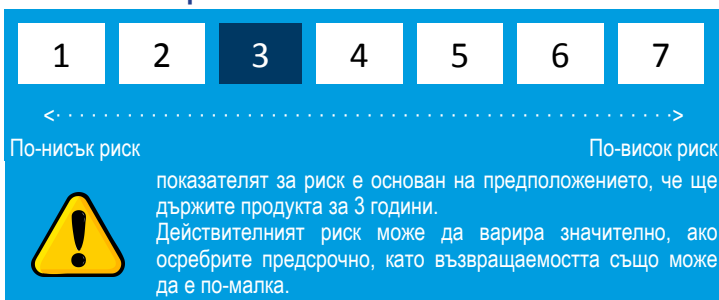 1 2 3 4 5 6 7
<· · · · · · · · · · · · · · · · · · · · · · · · · · · · · · · · · · · · · · · · · · · · · · · · · · · · ·>
По-нисък риск По-висок риск
показателят за риск е основан на предположението, че ще
държите продукта за 3 години.
Действителният риск може да варира значително, ако
осребрите предсрочно, като възвращаемостта също може
да е по-малка.